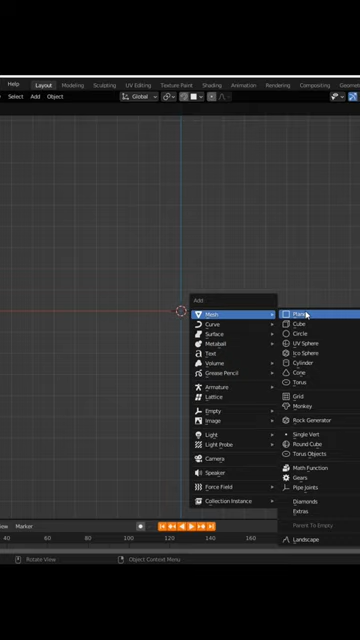 Help Layout Modeling Sculpting UV Editing Texture Paint Shading Animation Rendering Compositing
Select Add Object Global
Add
Mesh
Curve
Surface
Metaball
Text
Volume
Grease Pencil
Armature
Lattice
Empty
Image
Light
Light Probe
Camera
Speaker
Force Field
Collection Instance
Plane
Cube
Circle
UV Sphere
Ico Sphere
Cylinder
Cone
Torus
Grid
Monkey
Rock Generator
Single Vert
Round Cube
Torus Objects
Math Function
Gears
Pipe Joints
Diamonds
Extras
Parent To Empty
Landscape
Marker
40 60 80 100 120 140 160
Rotate View Object Context Menu